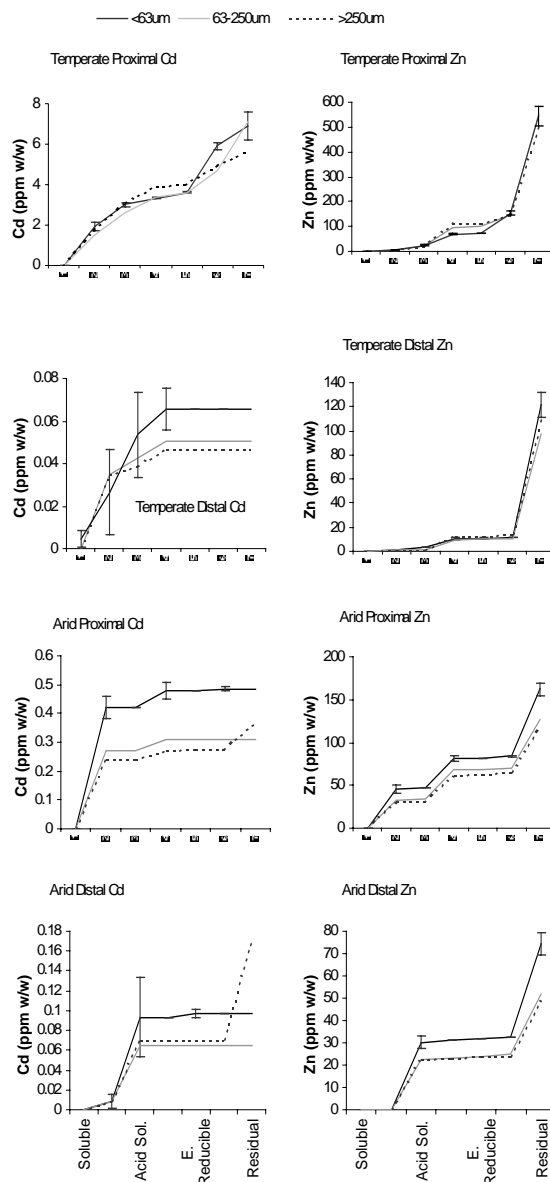 <63um 63-250um >250um
Temperate Proximal Cd
Cd (ppm w/w)
8
6
4
2
0
Temperate Proximal Zn
Zn (ppm w/w)
600
500
400
300
200
100
0
Temperate Distal Cd
Cd (ppm w/w)
0.08
0.06
0.04
0.02
0
Temperate Distal Zn
Zn (ppm w/w)
140
120
100
80
60
40
20
0
Arid Proximal Cd
Cd (ppm w/w)
0.6
0.5
0.4
0.3
0.2
0.1
0
Arid Proximal Zn
Zn (ppm w/w)
200
150
100
50
0
Arid Distal Cd
Cd (ppm w/w)
0.18
0.16
0.14
0.12
0.1
0.08
0.06
0.04
0.02
0
Soluble
Acid Sol.
E.
Reducible
Residual
Arid Distal Zn
Zn (ppm w/w)
80
70
60
50
40
30
20
10
0
Soluble
Acid Sol.
E.
Reducible
Residual